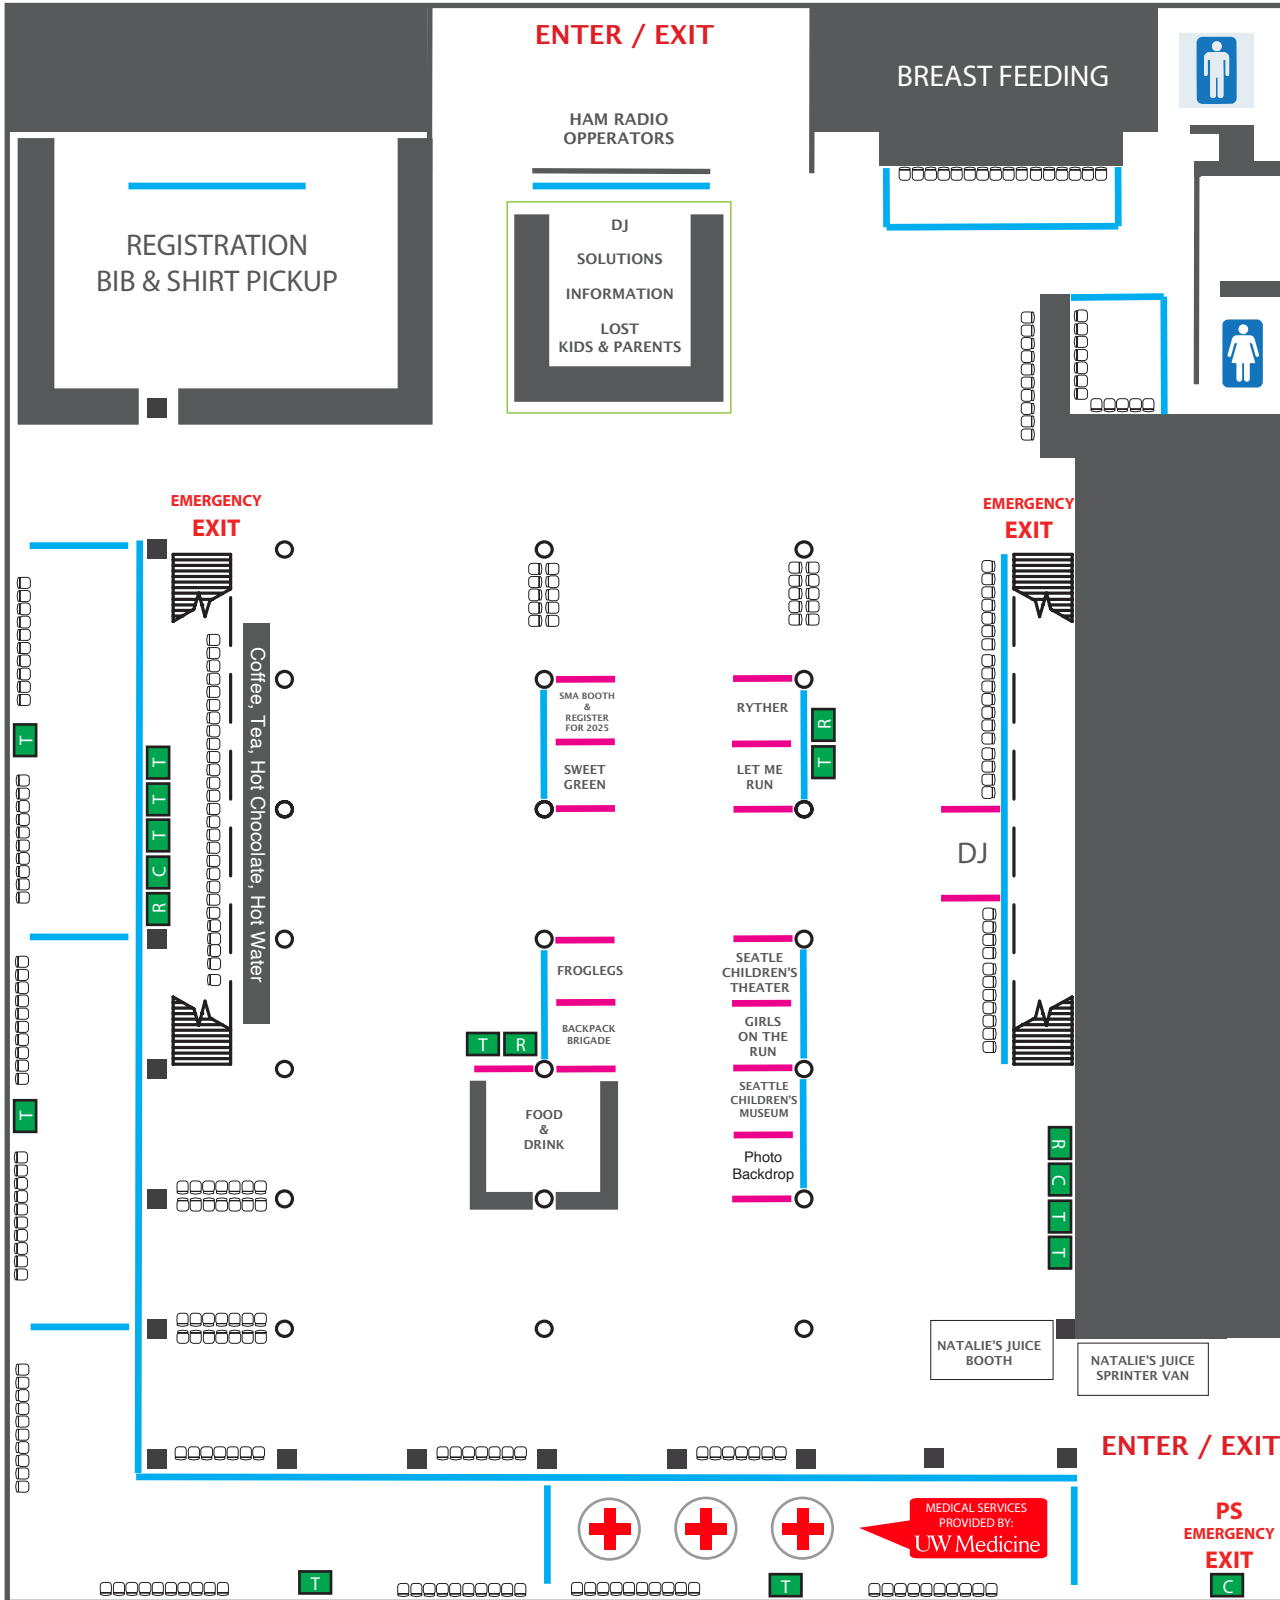 ENTER / EXIT
BREAST FEEDING
HAM RADIO
OPPERATORS
REGISTRATION
BIB & SHIRT PICKUP
DJ
SOLUTIONS
INFORMATION
LOST
KIDS & PARENTS
EMERGENCY
EXIT
EMERGENCY
EXIT
Coffee, Tea, Hot Chocolate, Hot Water
SMA BOOTH
&
REGISTER
FOR 2025
SWEET
GREEN
RYTHER
LET ME
RUN
R
T
T
T
T
T
C
R
DJ
FROGLEGS
BACKPACK
BRIGADE
T
R
SEATLE
CHILDREN'S
THEATER
GIRLS
ON THE
RUN
SEATTLE
CHILDREN'S
MUSEUM
Photo
Backdrop
FOOD
&
DRINK
T
R
C
T
T
NATALIE'S JUICE
BOOTH
NATALIE'S JUICE
SPRINTER VAN
ENTER / EXIT
MEDICAL SERVICES
PROVIDED BY:
UW Medicine
PS
EMERGENCY
EXIT
C
T
T